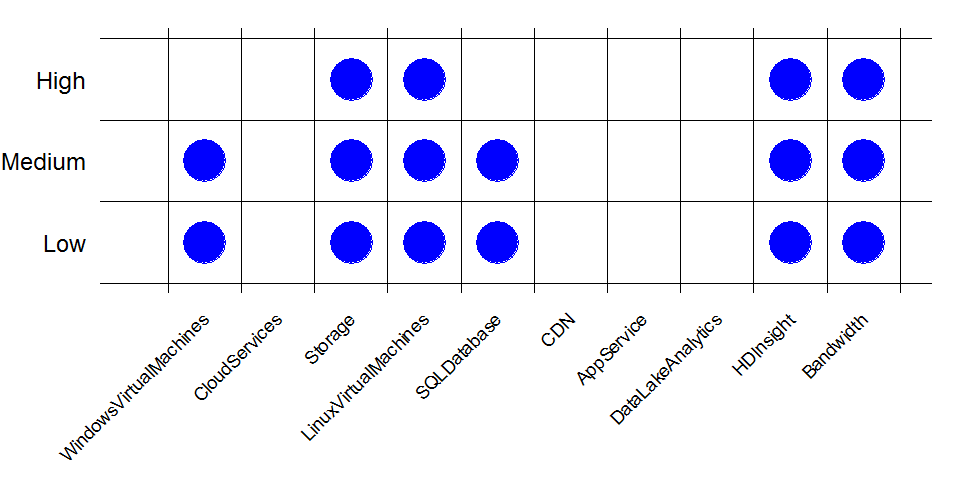 High
Medium
Low
WindowsVirtualMachines
CloudServices
Storage
LinuxVirtualMachines
SQLDatabase
CDN
AppService
DataLakeAnalytics
HDInsight
Bandwidth